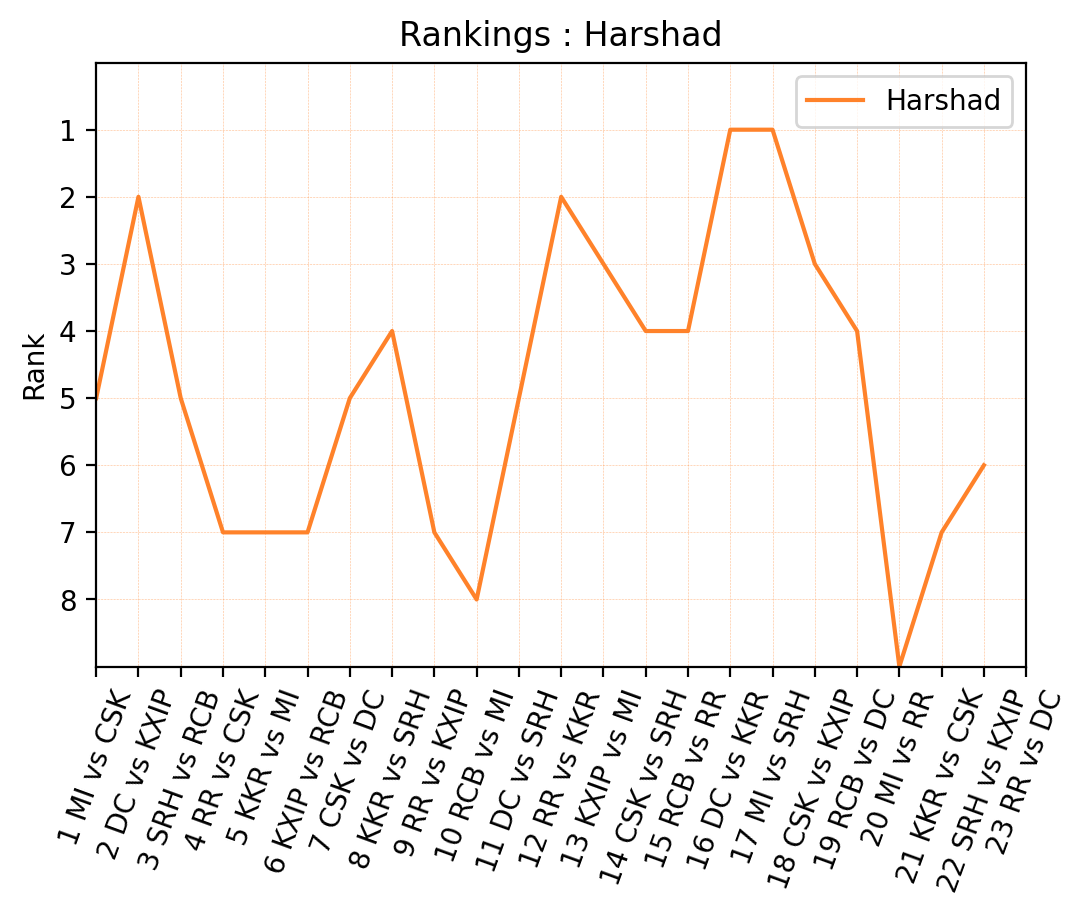 Rankings : Harshad
Harshad
Rank
1
2
3
4
5
6
7
8
1 MI vs CSK
2 DC vs KXIP
3 SRH vs RCB
4 RR vs CSK
5 KKR vs MI
6 KXIP vs RCB
7 CSK vs DC
8 KKR vs SRH
9 RR vs KXIP
10 RCB vs MI
11 DC vs SRH
12 RR vs KKR
13 KXIP vs MI
14 CSK vs SRH
15 RCB vs RR
16 DC vs KKR
17 MI vs SRH
18 CSK vs KXIP
19 RCB vs DC
20 MI vs RR
21 KKR vs CSK
22 SRH vs KXIP
23 RR vs DC